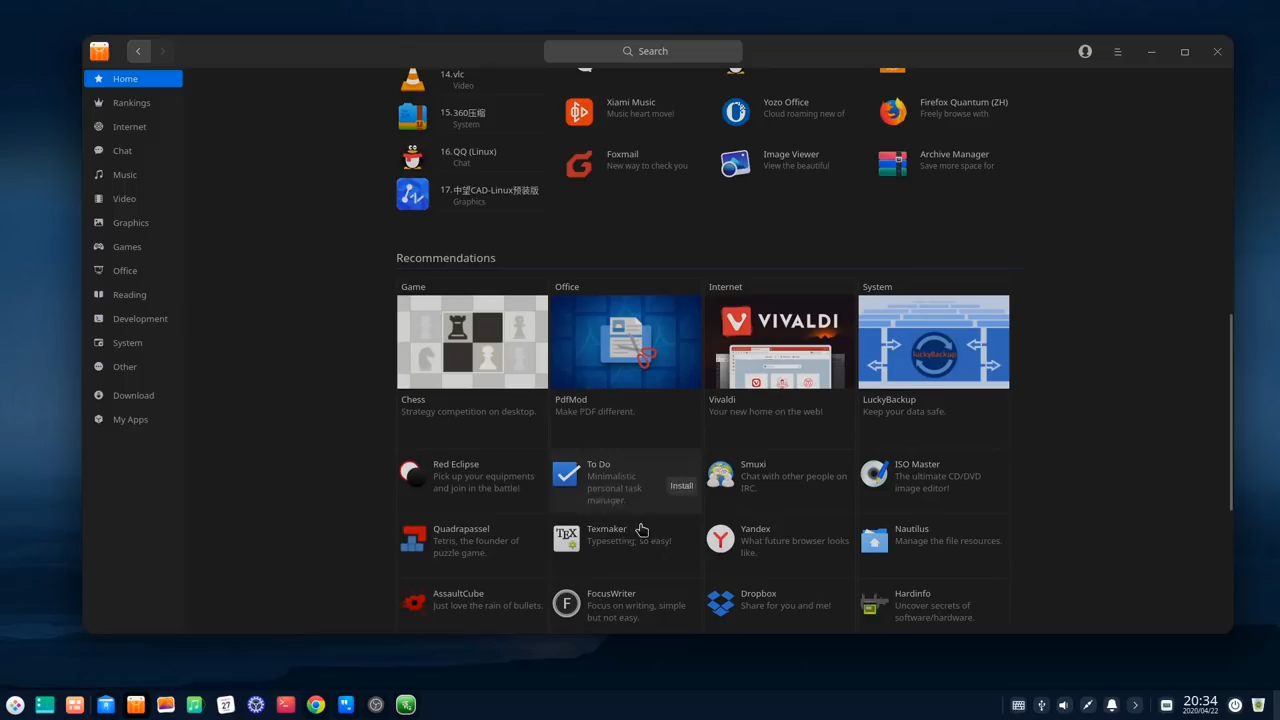 Search
Home
Rankings
Internet
Chat
Music
Video
Graphics
Games
Office
Reading
Development
System
Other
Download
My Apps
14. vlc
Video
15. 360压缩
System
16. QQ (Linux)
Chat
17. 中望CAD-Linux预装版
Graphics
Xiami Music
Music heart move!
Yozo Office
Cloud roaming new of
Firefox Quantum (ZH)
Freely browse with
Foxmail
New way to check you
Image Viewer
View the beautiful
Archive Manager
Save more space for
Recommendations
Game
Office
Internet
System
VIVALDI
luckyBackup
Chess
Strategy competition on desktop.
PdfMod
Make PDF different.
Vivaldi
Your new home on the web!
LuckyBackup
Keep your data safe.
Red Eclipse
Pick up your equipments
and join in the battle!
To Do
Minimalistic
personal task
manager.
Install
Smuxi
Chat with other people on
IRC.
ISO Master
The ultimate CD/DVD
image editor!
Quadrapassel
Tetris, the founder of
puzzle game.
TEX
Texmaker
Typesetting, so easy!
Yandex
What future browser looks
like.
Nautilus
Manage the file resources.
AssaultCube
Just love the rain of bullets.
F
FocusWriter
Focus on writing, simple
but not easy.
Dropbox
Share for you and me!
Hardinfo
Uncover secrets of
software/hardware.
27
20:34
2020/04/22